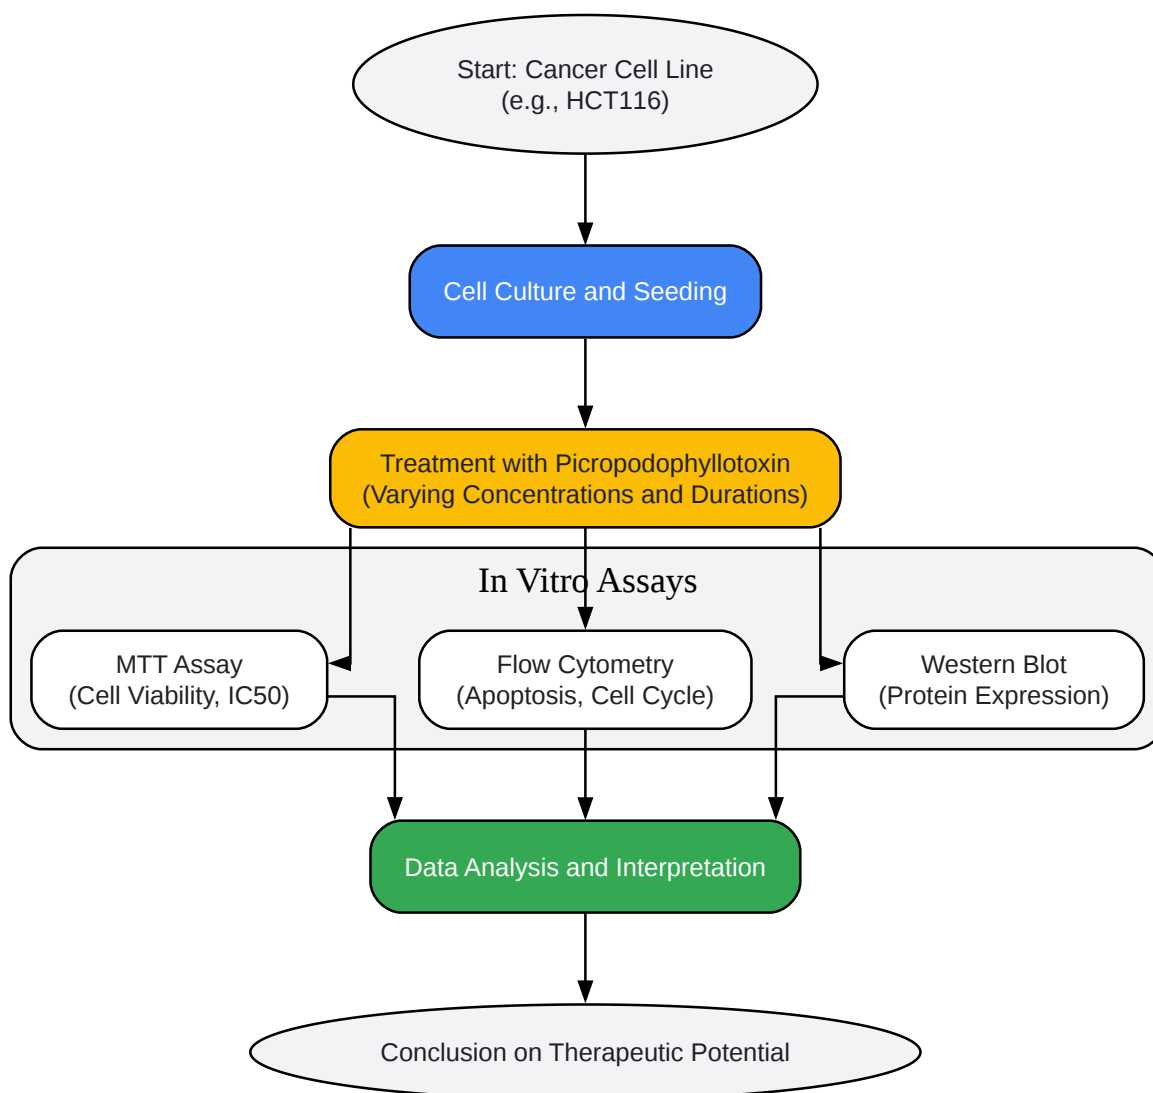 Start: Cancer Cell Line
(e.g., HCT116)
Cell Culture and Seeding
Treatment with Picropodophyllotoxin
(Varying Concentrations and Durations)
In Vitro Assays
MTT Assay
(Cell Viability, IC50)
Flow Cytometry
(Apoptosis, Cell Cycle)
Western Blot
(Protein Expression)
Data Analysis and Interpretation
Conclusion on Therapeutic Potential